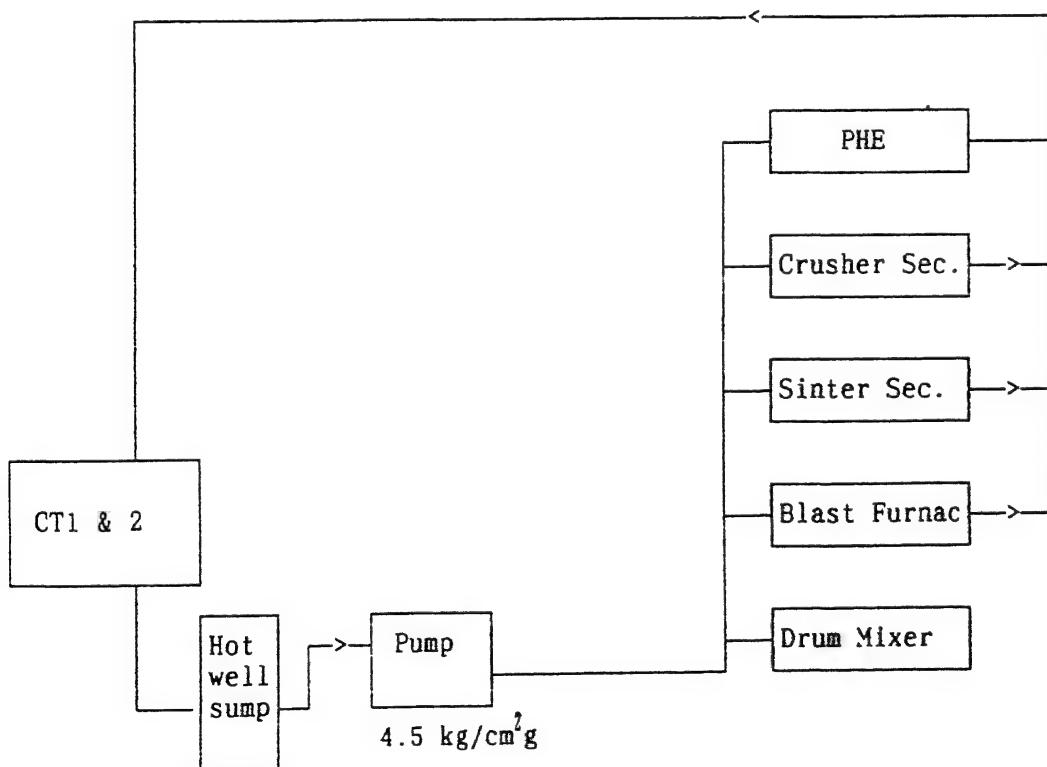 PHE
Crusher Sec.
Sinter Sec.
Blast Furnac
CT1 & 2
Hot
well
sump
Pump
Drum Mixer
4.5 kg/cm²g